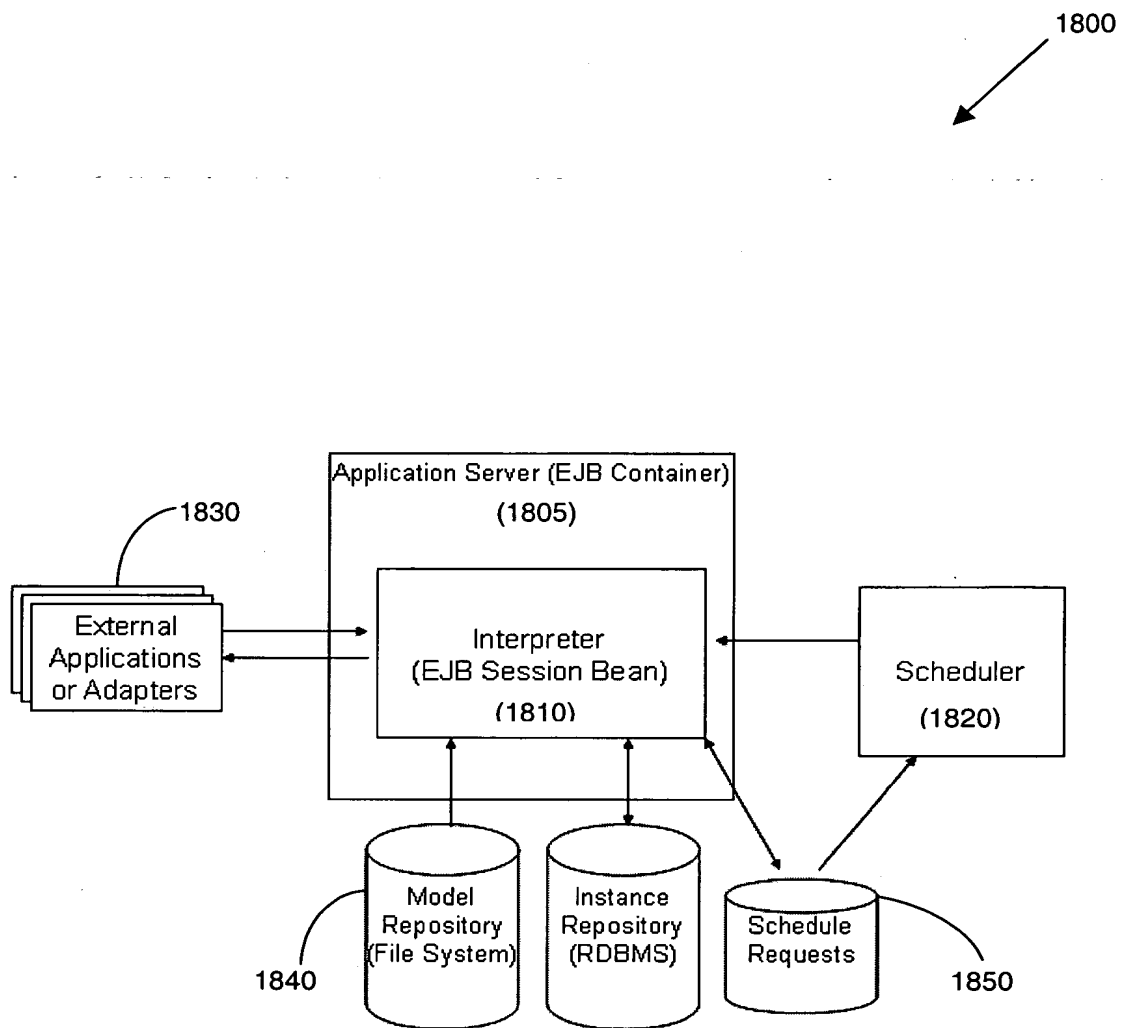 1800
Application Server (EJB Container)
(1805)
1830
External
Applications
or Adapters
Interpreter
(EJB Session Bean)
(1810)
Scheduler
(1820)
Model
Repository
(File System)
Instance
Repository
(RDBMS)
Schedule
Requests
1840
1850